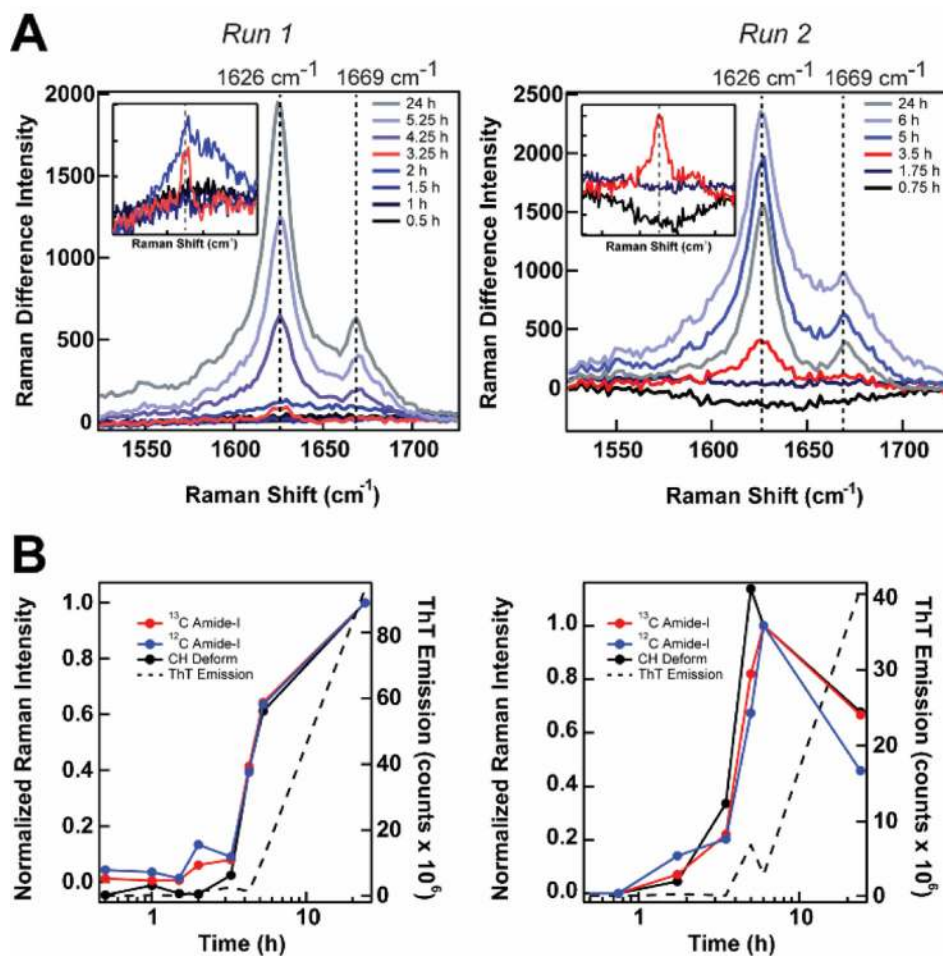 A
Run 1
Run 2
1626 cm⁻¹
1669 cm⁻¹
1626 cm⁻¹
1669 cm⁻¹
Raman Difference Intensity
2000
1500
1000
500
0
Raman Shift (cm⁻)
24 h
5.25 h
4.25 h
3.25 h
2 h
1.5 h
1 h
0.5 h
1550
1600
1650
1700
Raman Shift (cm⁻¹)
Raman Difference Intensity
2500
2000
1500
1000
500
0
Raman Shift (cm⁻)
24 h
6 h
5 h
3.5 h
1.75 h
0.75 h
1550
1600
1650
1700
Raman Shift (cm⁻¹)
B
Normalized Raman Intensity
1.0
0.8
0.6
0.4
0.2
0.0
¹³C Amide-I
¹²C Amide-I
CH Deform
ThT Emission
80
60
40
20
0
ThT Emission (counts x 10⁶)
1
10
Time (h)
Normalized Raman Intensity
1.0
0.8
0.6
0.4
0.2
0.0
¹³C Amide-I
¹²C Amide-I
CH Deform
ThT Emission
40
30
20
10
0
ThT Emission (counts x 10⁶)
1
10
Time (h)